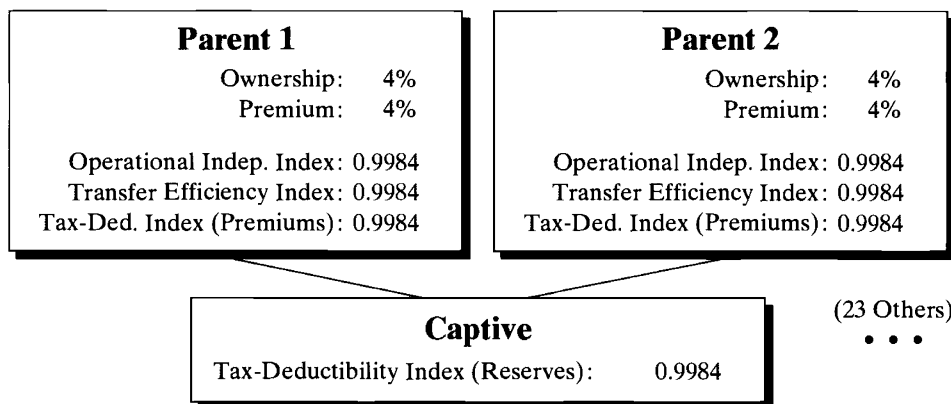 Parent 1
Ownership: 4%
Premium: 4%
Operational Indep. Index: 0.9984
Transfer Efficiency Index: 0.9984
Tax-Ded. Index (Premiums): 0.9984
Parent 2
Ownership: 4%
Premium: 4%
Operational Indep. Index: 0.9984
Transfer Efficiency Index: 0.9984
Tax-Ded. Index (Premiums): 0.9984
Captive
Tax-Deductibility Index (Reserves): 0.9984
(23 Others)
• • •